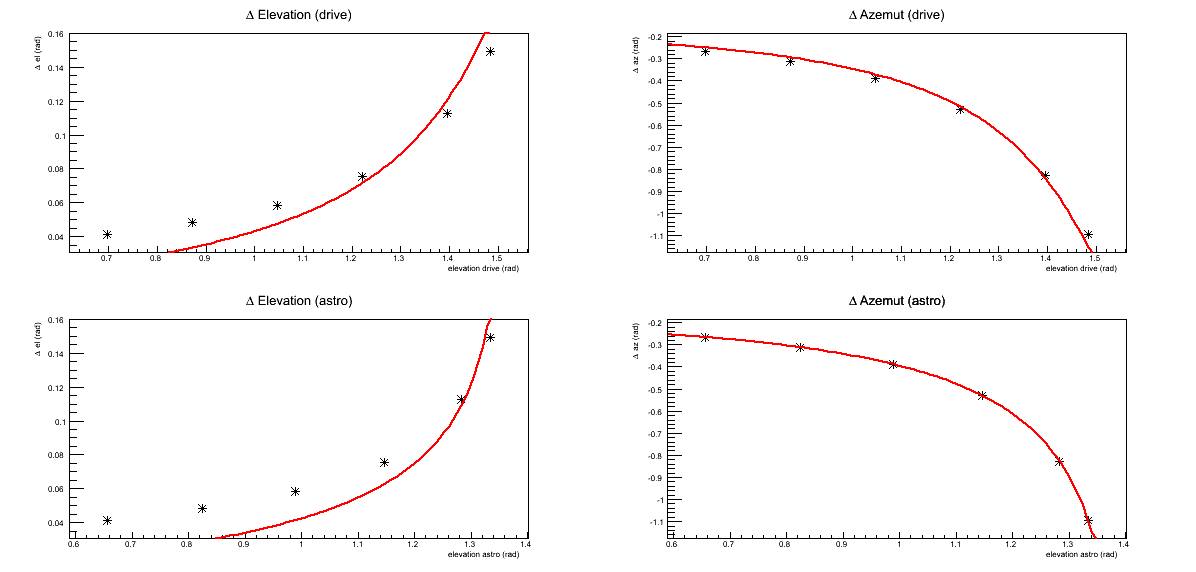 Δ Elevation (drive)
Δ el (rad)
0.16
0.14
0.12
0.1
0.08
0.06
0.04
0.7 0.8 0.9 1 1.1 1.2 1.3 1.4 1.5
elevation drive (rad)
Δ Azemut (drive)
Δ az (rad)
-0.2
-0.3
-0.4
-0.5
-0.6
-0.7
-0.8
-0.9
-1
-1.1
0.7 0.8 0.9 1 1.1 1.2 1.3 1.4 1.5
elevation drive (rad)
Δ Elevation (astro)
Δ el (rad)
0.16
0.14
0.12
0.1
0.08
0.06
0.04
0.6 0.7 0.8 0.9 1 1.1 1.2 1.3 1.4
elevation astro (rad)
Δ Azemut (astro)
Δ az (rad)
-0.2
-0.3
-0.4
-0.5
-0.6
-0.7
-0.8
-0.9
-1
-1.1
0.6 0.7 0.8 0.9 1 1.1 1.2 1.3 1.4
elevation astro (rad)